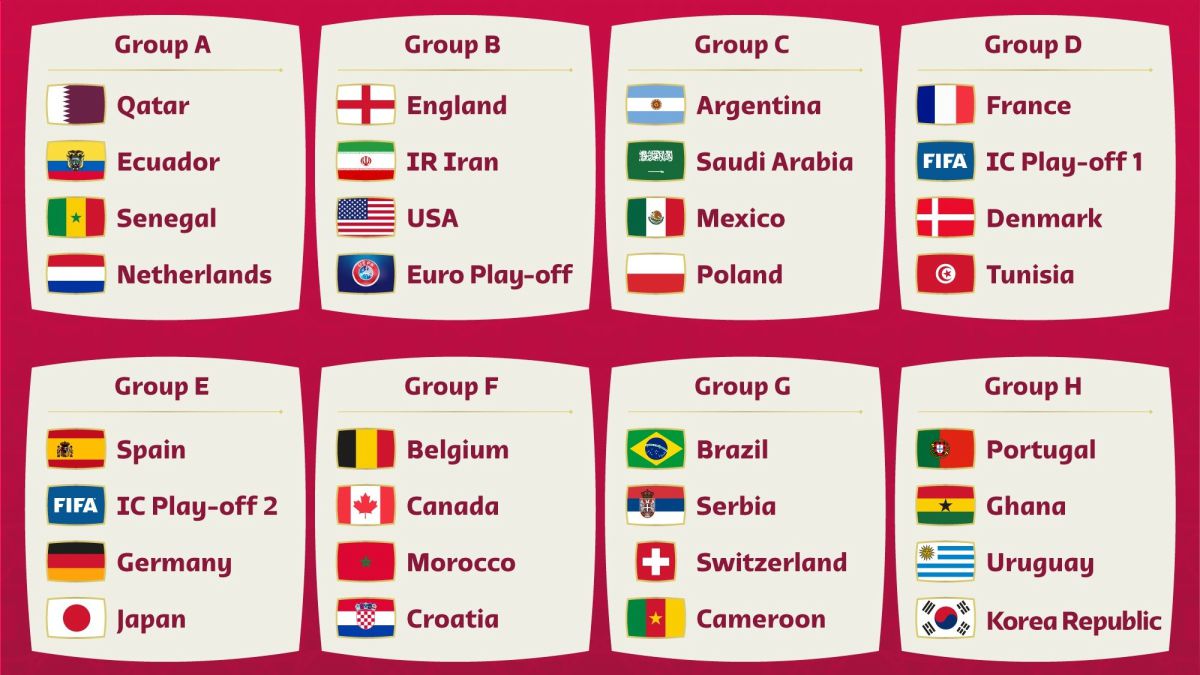 Group A
Qatar
Ecuador
Senegal
Netherlands
Group B
England
IR Iran
USA
Euro Play-off
Group C
Argentina
Saudi Arabia
Mexico
Poland
Group D
France
FIFA IC Play-off 1
Denmark
Tunisia
Group E
Spain
FIFA IC Play-off 2
Germany
Japan
Group F
Belgium
Canada
Morocco
Croatia
Group G
Brazil
Serbia
Switzerland
Cameroon
Group H
Portugal
Ghana
Uruguay
Korea Republic